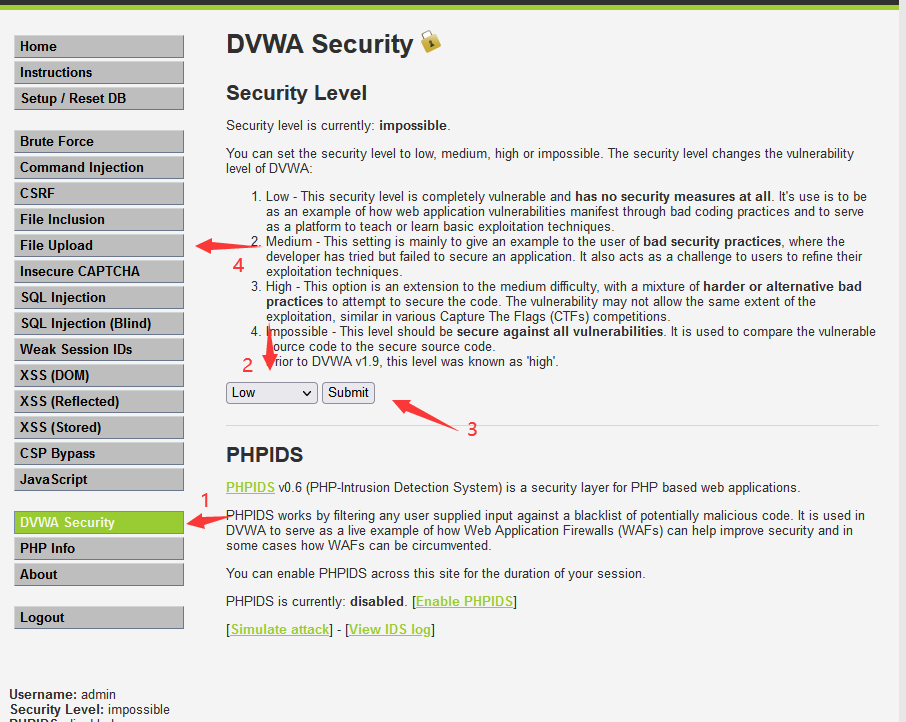 Home
Instructions
Setup / Reset DB
Brute Force
Command Injection
CSRF
File Inclusion
File Upload
Insecure CAPTCHA
SQL Injection
SQL Injection (Blind)
Weak Session IDs
XSS (DOM)
XSS (Reflected)
XSS (Stored)
CSP Bypass
JavaScript
DVWA Security
PHP Info
About
Logout
Username: admin
Security Level: impossible
DVWA Security
Security Level
Security level is currently: impossible.
You can set the security level to low, medium, high or impossible. The security level changes the vulnerability
level of DVWA:
1. Low - This security level is completely vulnerable and has no security measures at all. It's use is to be
as an example of how web application vulnerabilities manifest through bad coding practices and to serve
as a platform to teach or learn basic exploitation techniques.
2. Medium - This setting is mainly to give an example to the user of bad security practices, where the
developer has tried but failed to secure an application. It also acts as a challenge to users to refine their
exploitation techniques.
3. High - This option is an extension to the medium difficulty, with a mixture of harder or alternative bad
practices to attempt to secure the code. The vulnerability may not allow the same extent of the
exploitation, similar in various Capture The Flags (CTFs) competitions.
4. Impossible - This level should be secure against all vulnerabilities. It is used to compare the vulnerable
source code to the secure source code.
Prior to DVWA v1.9, this level was known as 'high'.
Low Submit
PHPIDS
PHPIDS v0.6 (PHP-Intrusion Detection System) is a security layer for PHP based web applications.
PHPIDS works by filtering any user supplied input against a blacklist of potentially malicious code. It is used in
DVWA to serve as a live example of how Web Application Firewalls (WAFs) can help improve security and in
some cases how WAFs can be circumvented.
You can enable PHPIDS across this site for the duration of your session.
PHPIDS is currently: disabled. [Enable PHPIDS]
[Simulate attack] - [View IDS log]
4
2
3
1